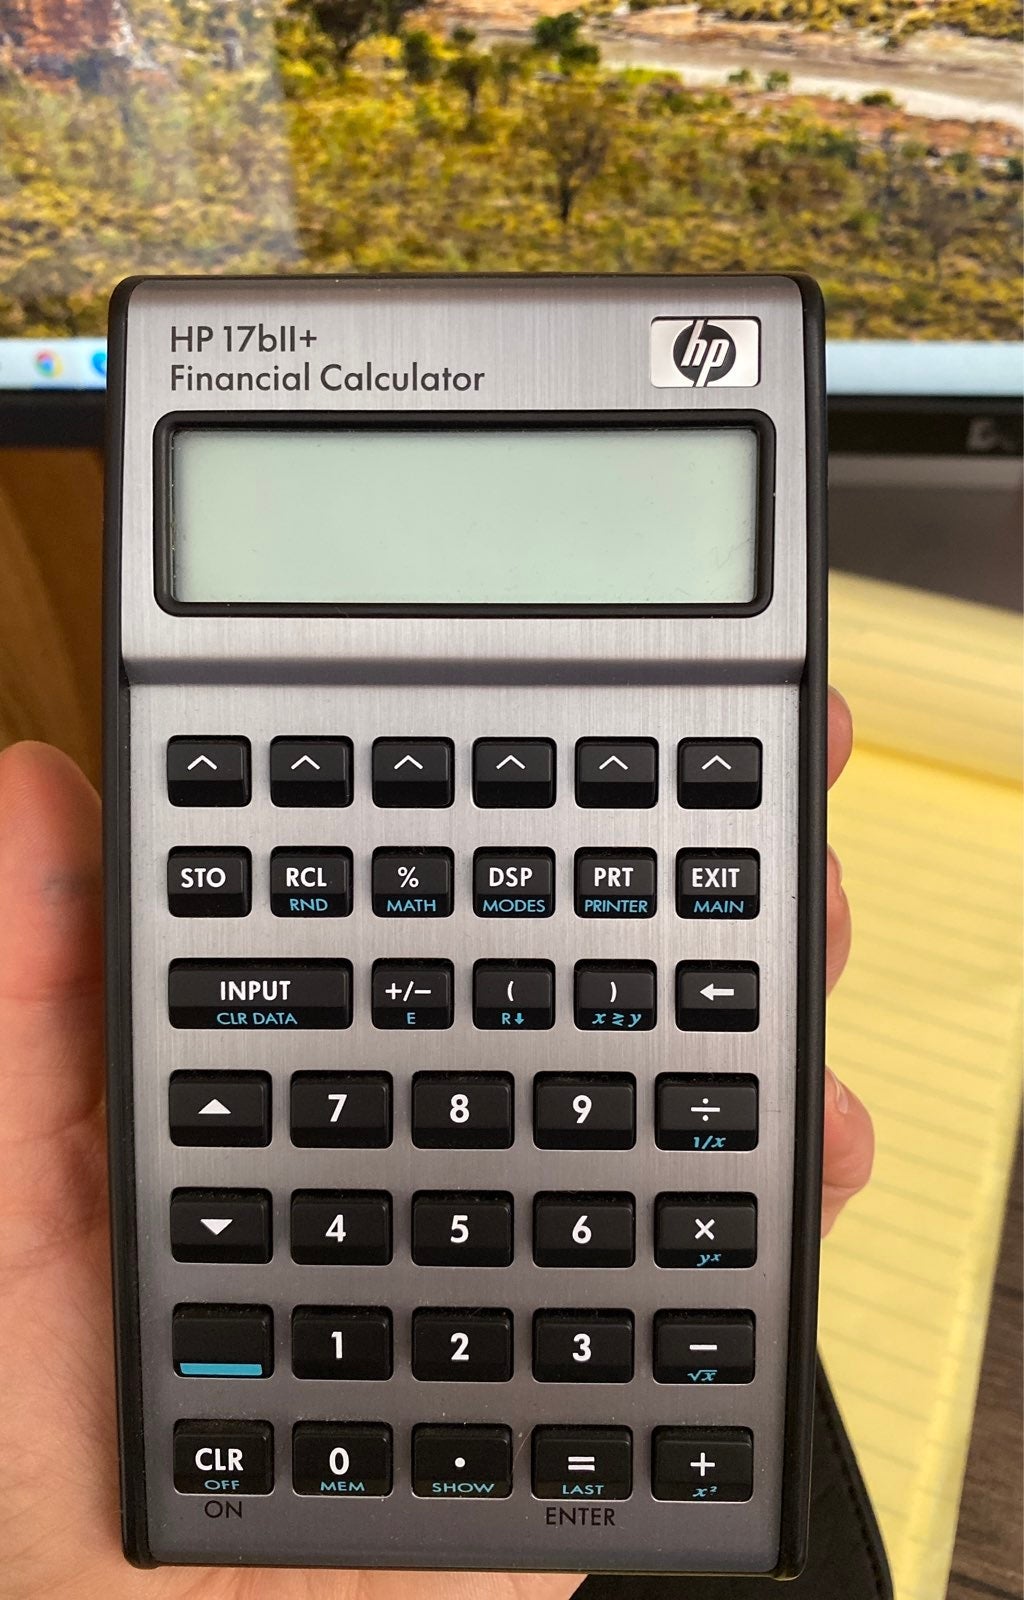 HP 17bII+
Financial Calculator
hp
STO RCL % DSP PRT EXIT
RND MATH MODES PRINTER MAIN
INPUT +/− ( ) ←
CLR DATA E R↓ x≷y
7 8 9 ÷
1/x
4 5 6 ×
yˣ
1 2 3 −
√x
CLR 0 . = +
OFF MEM SHOW LAST x²
ON ENTER